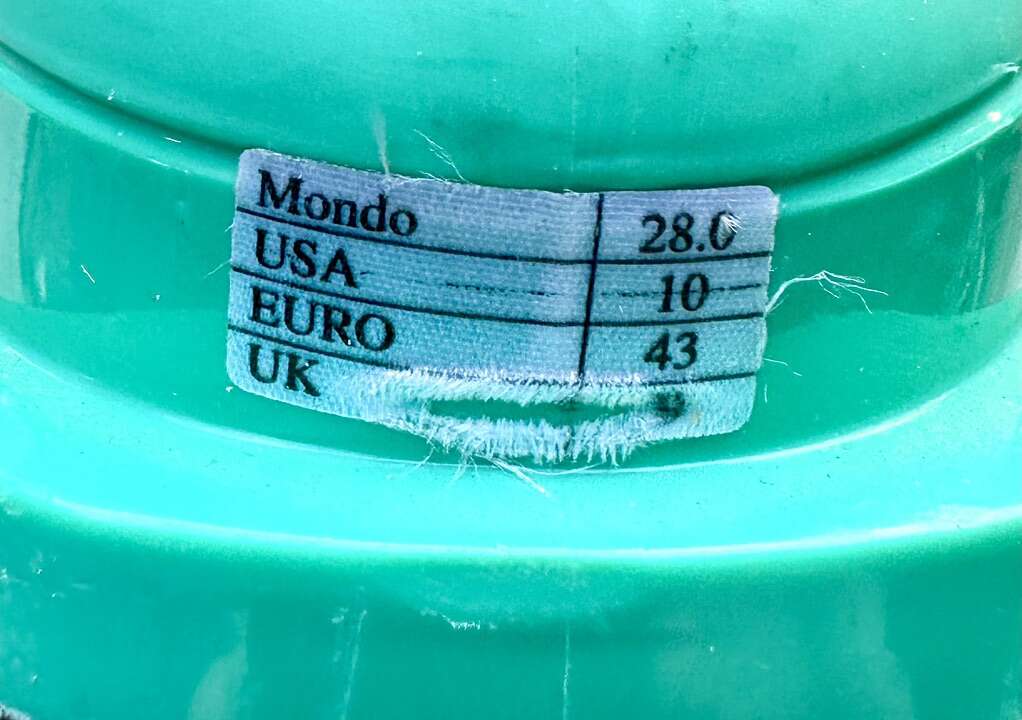 Mondo 28.0
USA 10
EURO 43
UK